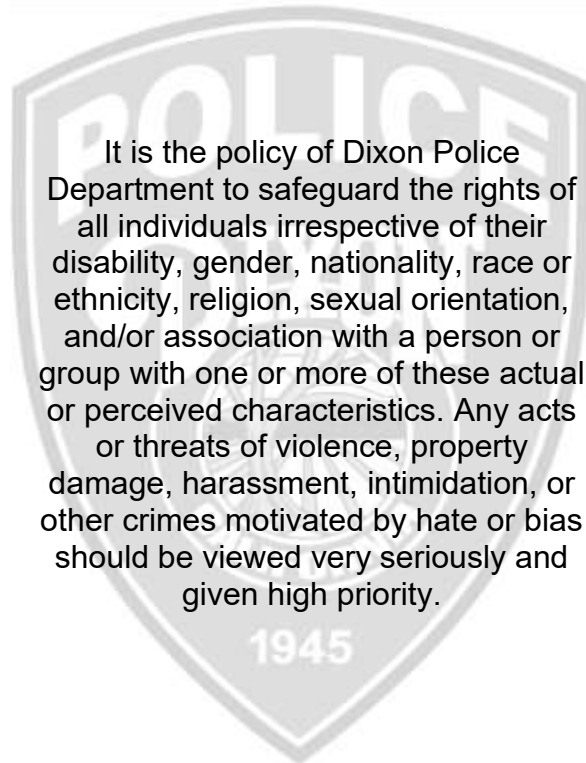 POLICE
It is the policy of Dixon Police
Department to safeguard the rights of
all individuals irrespective of their
disability, gender, nationality, race or
ethnicity, religion, sexual orientation,
and/or association with a person or
group with one or more of these actual
or perceived characteristics. Any acts
or threats of violence, property
damage, harassment, intimidation, or
other crimes motivated by hate or bias
should be viewed very seriously and
given high priority.
1945